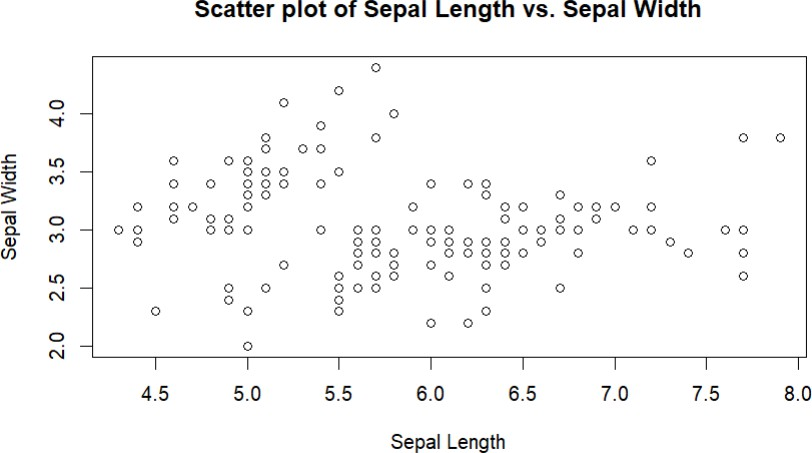 Scatter plot of Sepal Length vs. Sepal Width
Sepal Width
4.0
3.5
3.0
2.5
2.0
4.5 5.0 5.5 6.0 6.5 7.0 7.5 8.0
Sepal Length